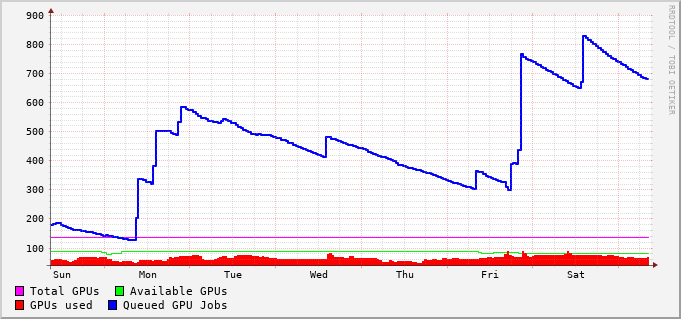 900
800
700
600
500
400
300
200
100
Sun Mon Tue Wed Thu Fri Sat
Total GPUs Available GPUs
GPUs used Queued GPU Jobs
RRDTOOL / TOBI OETIKER